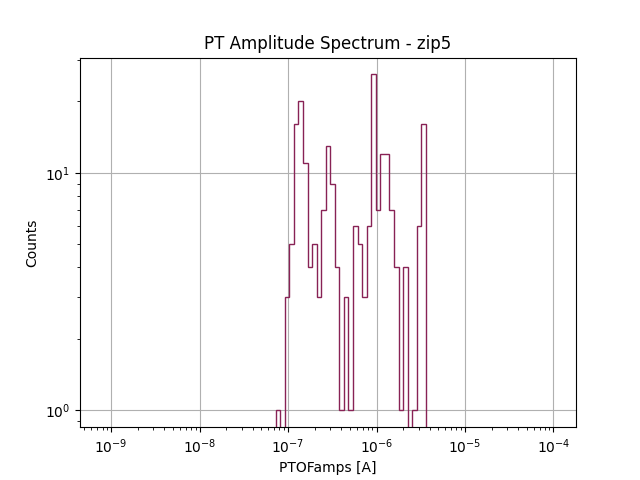 PT Amplitude Spectrum - zip5
Counts
10¹
10⁰
10⁻⁹ 10⁻⁸ 10⁻⁷ 10⁻⁶ 10⁻⁵ 10⁻⁴
PTOFamps [A]